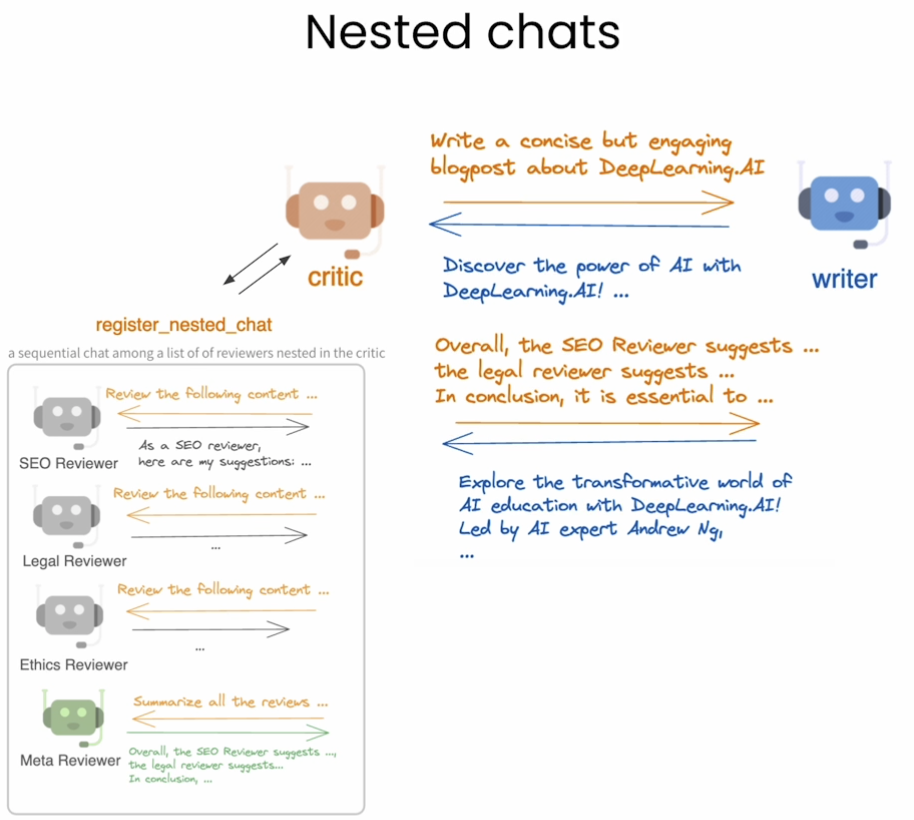 Nested chats
Write a concise but engaging
blogpost about DeepLearning.AI
critic
writer
Discover the power of AI with
DeepLearning.AI! ...
register_nested_chat
a sequential chat among a list of of reviewers nested in the critic
Overall, the SEO Reviewer suggests ...
the legal reviewer suggests ...
In conclusion, it is essential to ...
Explore the transformative world of
AI education with DeepLearning.AI!
Led by AI expert Andrew Ng,
...
Review the following content ...
As a SEO reviewer,
here are my suggestions: ...
SEO Reviewer
Review the following content ...
...
Legal Reviewer
Review the following content ...
...
Ethics Reviewer
Summarize all the reviews ...
Overall, the SEO Reviewer suggests ...,
the legal reviewer suggests...
In conclusion, ...
Meta Reviewer